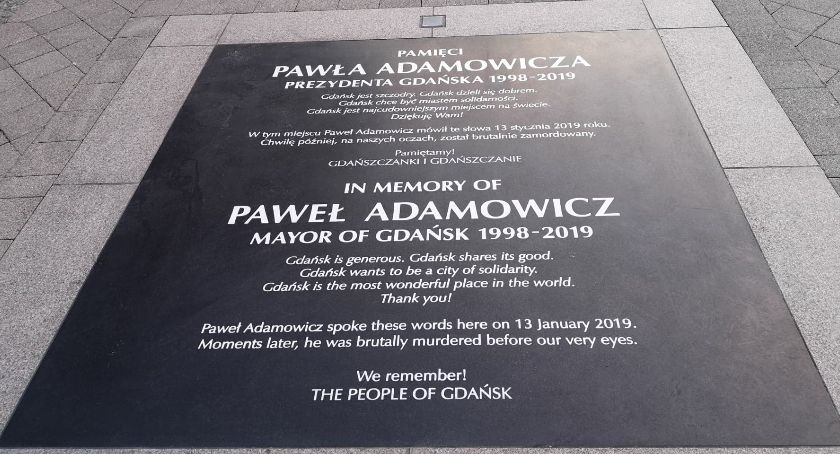 PAMIĘCI
PAWŁA ADAMOWICZA
PREZYDENTA GDAŃSKA 1998-2019
Gdańsk jest szczodry. Gdańsk dzieli się dobrem.
Gdańsk chce być miastem solidarności.
Gdańsk jest najcudowniejszym miejscem na świecie.
Dziękuję Wam!
W tym miejscu Paweł Adamowicz mówił te słowa 13 stycznia 2019 roku.
Chwilę później, na naszych oczach, został brutalnie zamordowany.
Pamiętamy!
GDAŃSZCZANKI I GDAŃSZCZANIE
IN MEMORY OF
PAWEŁ ADAMOWICZ
MAYOR OF GDAŃSK 1998-2019
Gdańsk is generous. Gdańsk shares its good.
Gdańsk wants to be a city of solidarity.
Gdańsk is the most wonderful place in the world.
Thank you!
Paweł Adamowicz spoke these words here on 13 January 2019.
Moments later, he was brutally murdered before our very eyes.
We remember!
THE PEOPLE OF GDAŃSK